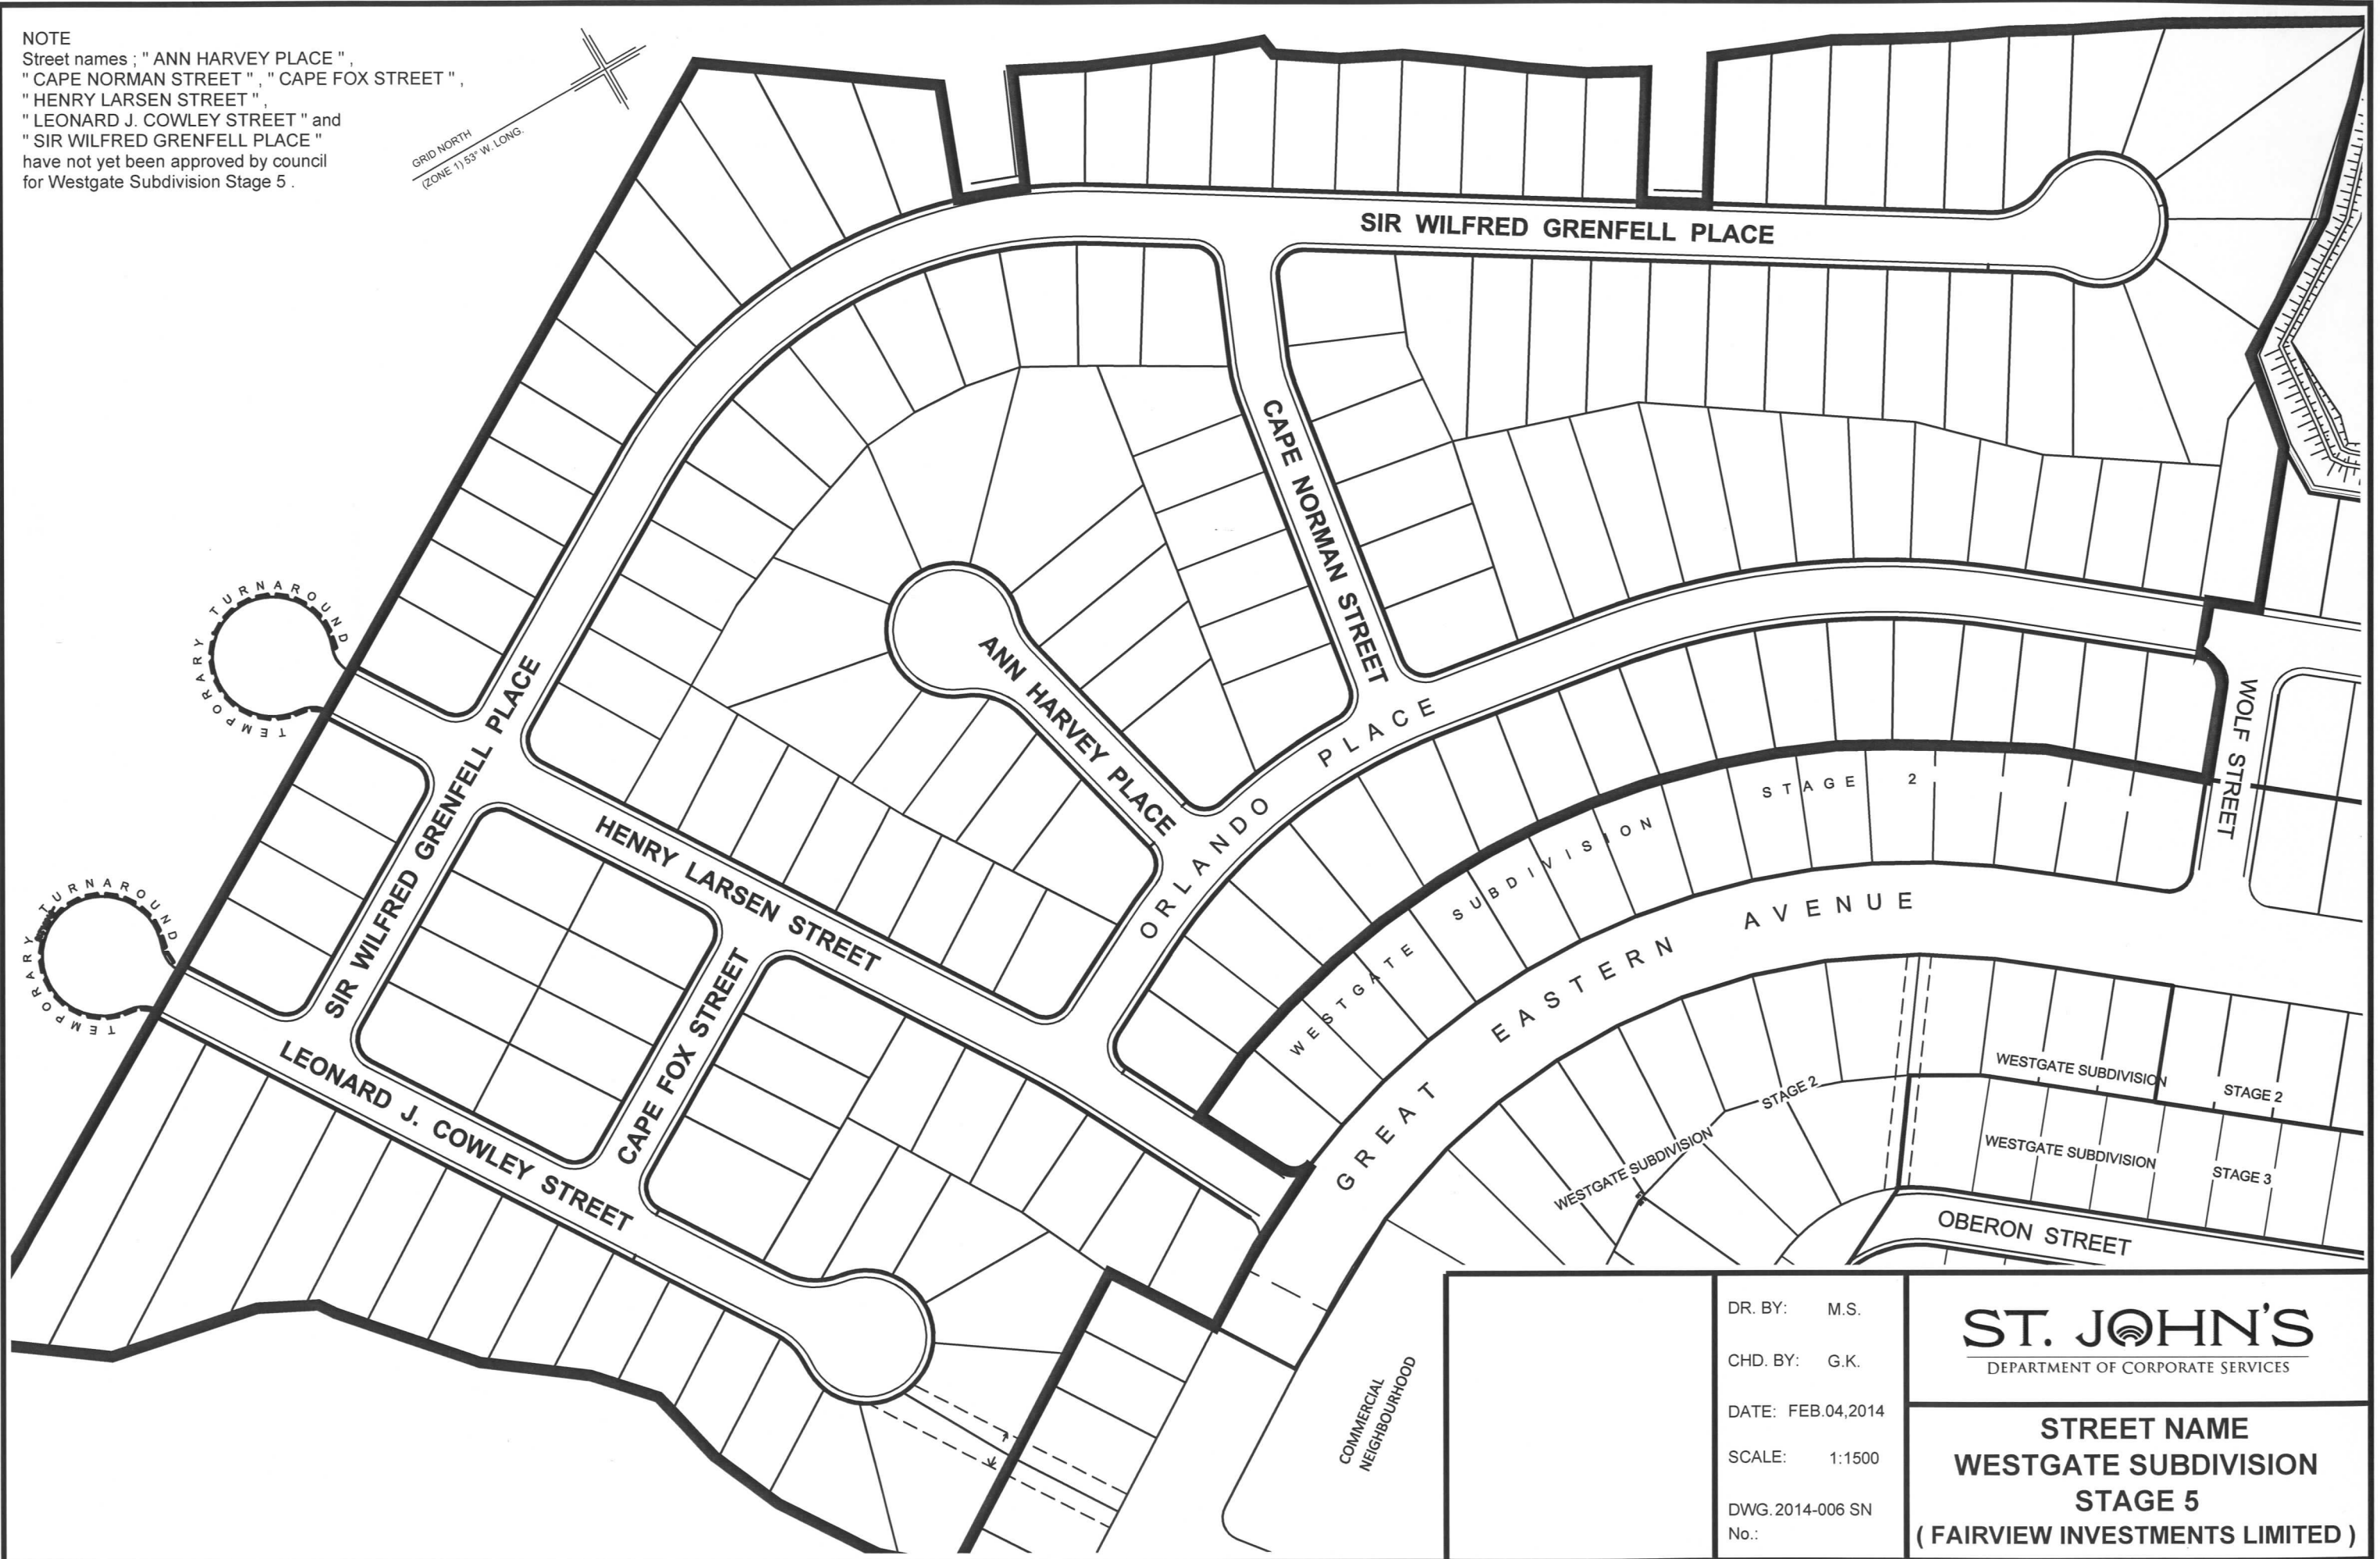 NOTE
Street names ; " ANN HARVEY PLACE " ,
" CAPE NORMAN STREET " , " CAPE FOX STREET " ,
" HENRY LARSEN STREET " ,
" LEONARD J. COWLEY STREET " and
" SIR WILFRED GRENFELL PLACE "
have not yet been approved by council
for Westgate Subdivision Stage 5 .
GRID NORTH
(ZONE 1) 53° W. LONG.
SIR WILFRED GRENFELL PLACE
CAPE NORMAN STREET
ANN HARVEY PLACE
TEMPORARY TURNAROUND
SIR WILFRED GRENFELL PLACE
ORLANDO PLACE
WOLF STREET
HENRY LARSEN STREET
WESTGATE SUBDIVISION STAGE 2
TEMPORARY TURNAROUND
GREAT EASTERN AVENUE
CAPE FOX STREET
LEONARD J. COWLEY STREET
WESTGATE SUBDIVISION STAGE 2
WESTGATE SUBDIVISION STAGE 2
WESTGATE SUBDIVISION STAGE 3
OBERON STREET
COMMERCIAL
NEIGHBOURHOOD
DR. BY: M.S.
CHD. BY: G.K.
DATE: FEB.04,2014
SCALE: 1:1500
DWG. 2014-006 SN
No.:
ST. JOHN'S
DEPARTMENT OF CORPORATE SERVICES
STREET NAME
WESTGATE SUBDIVISION
STAGE 5
( FAIRVIEW INVESTMENTS LIMITED )